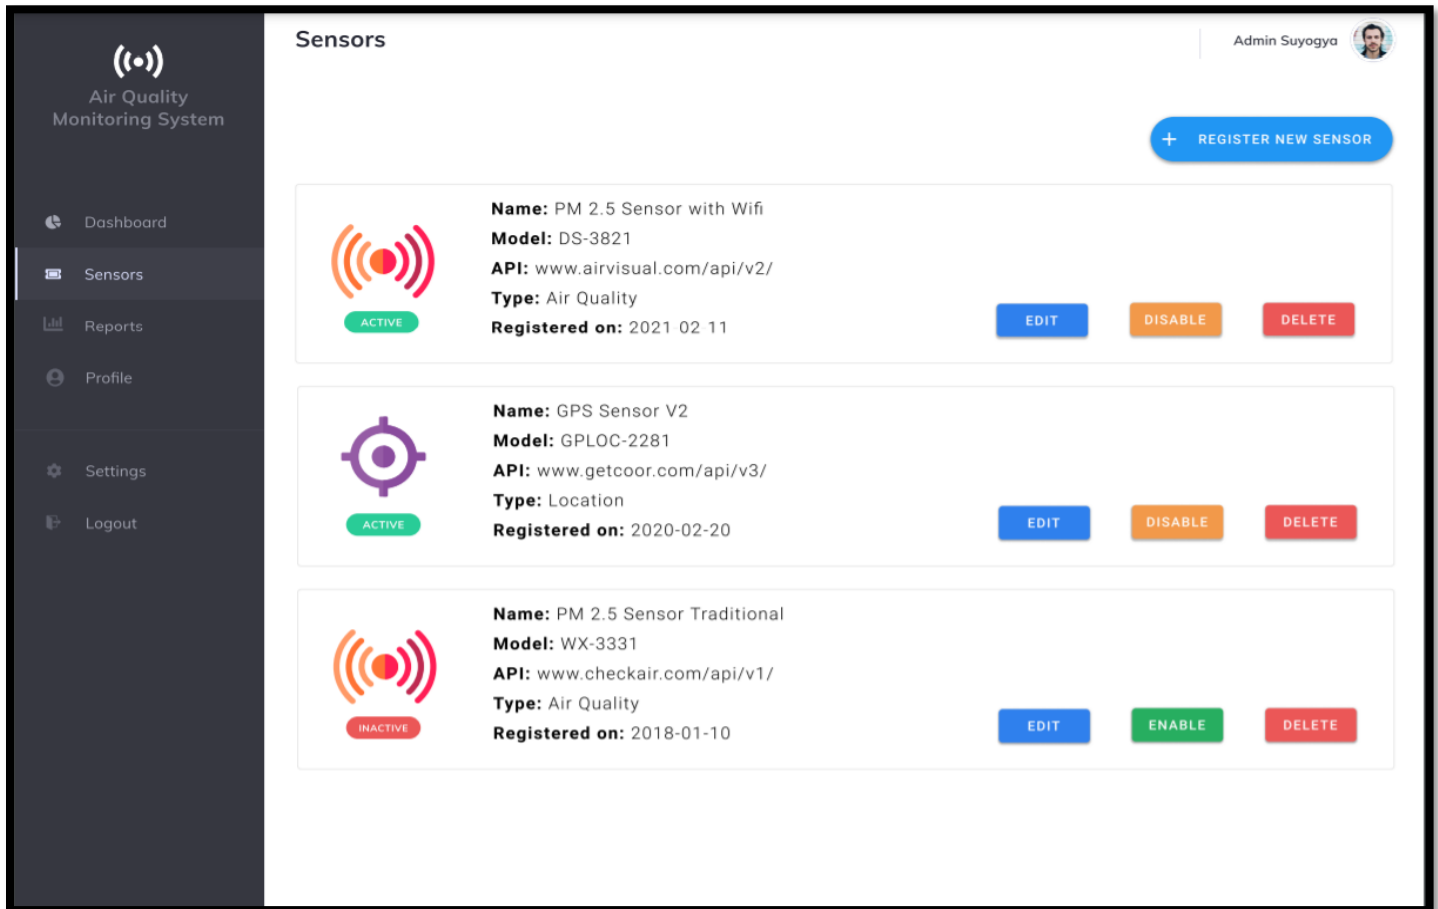 Sensors
Admin Suyogya
Air Quality
Monitoring System
REGISTER NEW SENSOR
Dashboard
Sensors
Reports
Profile
Settings
Logout
Name: PM 2.5 Sensor with Wifi
Model: DS-3821
API: www.airvisual.com/api/v2/
Type: Air Quality
Registered on: 2021-02-11
ACTIVE
EDIT
DISABLE
DELETE
Name: GPS Sensor V2
Model: GPLOC-2281
API: www.getcoor.com/api/v3/
Type: Location
Registered on: 2020-02-20
ACTIVE
EDIT
DISABLE
DELETE
Name: PM 2.5 Sensor Traditional
Model: WX-3331
API: www.checkair.com/api/v1/
Type: Air Quality
Registered on: 2018-01-10
INACTIVE
EDIT
ENABLE
DELETE